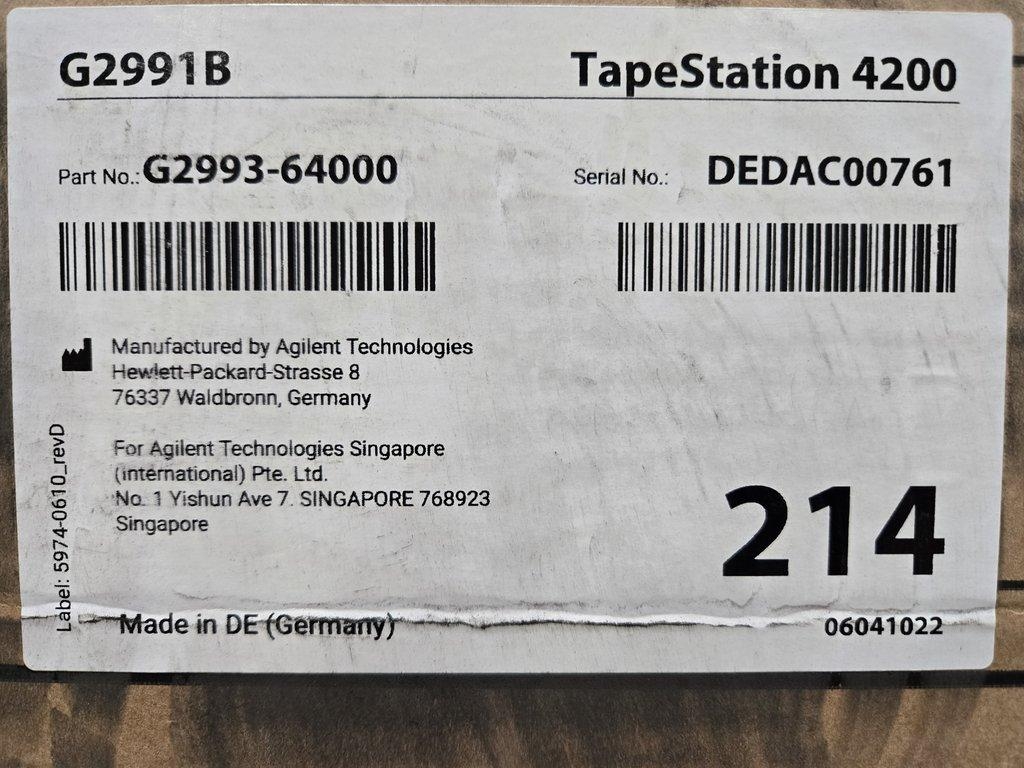 G2991B
TapeStation 4200
Part No.: G2993-64000
Serial No.: DEDAC00761
Manufactured by Agilent Technologies
Hewlett-Packard-Strasse 8
76337 Waldbronn, Germany
For Agilent Technologies Singapore
(international) Pte. Ltd.
No. 1 Yishun Ave 7. SINGAPORE 768923
Singapore
Label: 5974-0610_revD
214
Made in DE (Germany)
06041022